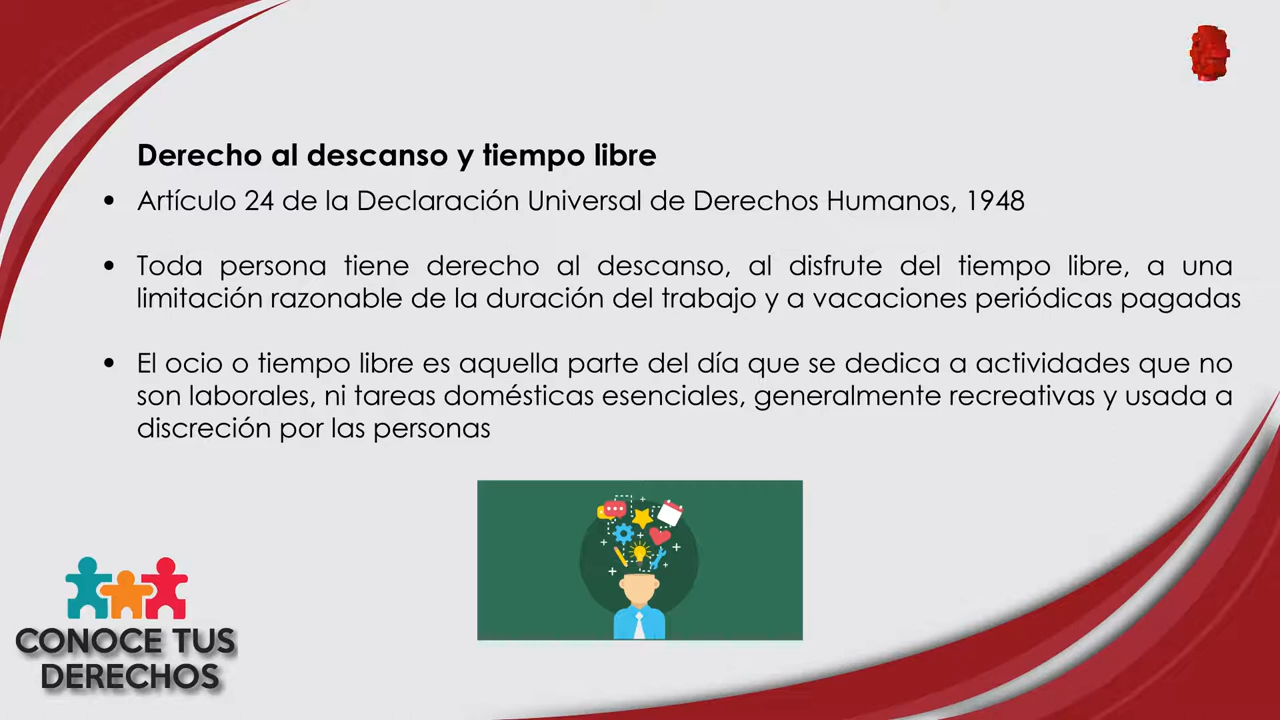 Derecho al descanso y tiempo libre
• Artículo 24 de la Declaración Universal de Derechos Humanos, 1948
• Toda persona tiene derecho al descanso, al disfrute del tiempo libre, a una
limitación razonable de la duración del trabajo y a vacaciones periódicas pagadas
• El ocio o tiempo libre es aquella parte del día que se dedica a actividades que no
son laborales, ni tareas domésticas esenciales, generalmente recreativas y usada a
discreción por las personas
CONOCE TUS
DERECHOS